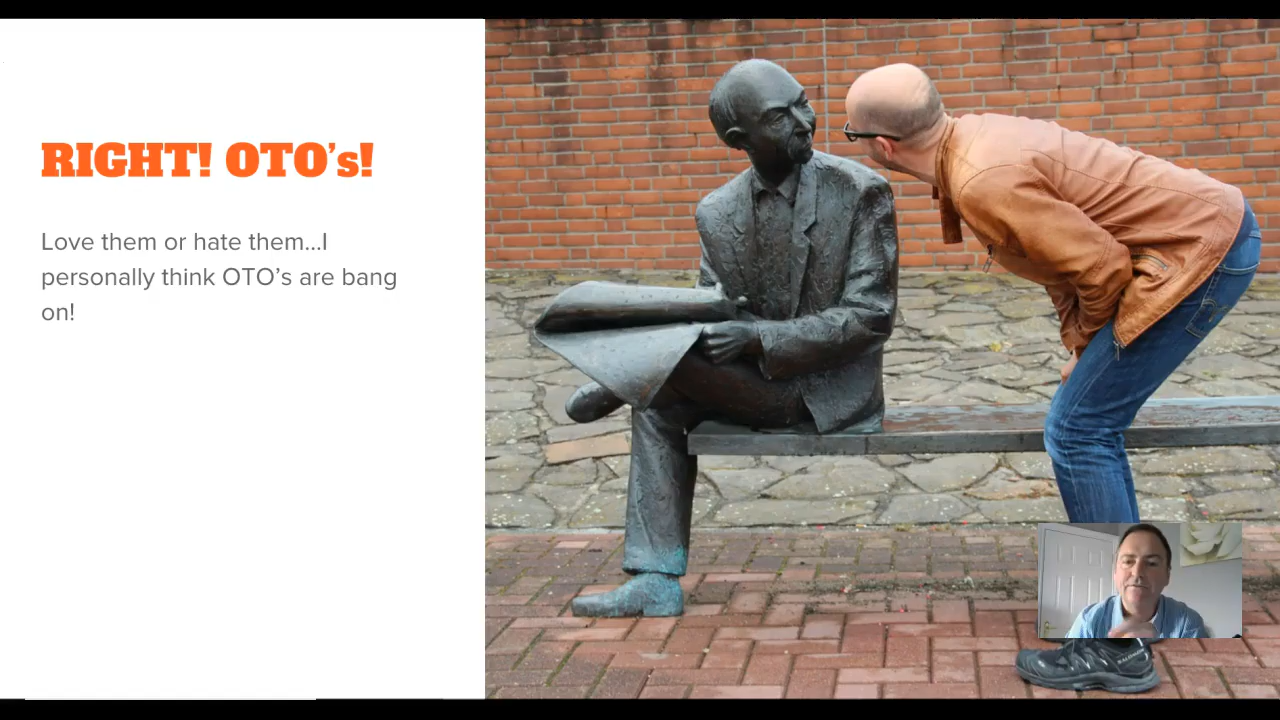 RIGHT! OTO’s!
Love them or hate them...I
personally think OTO’s are bang
on!